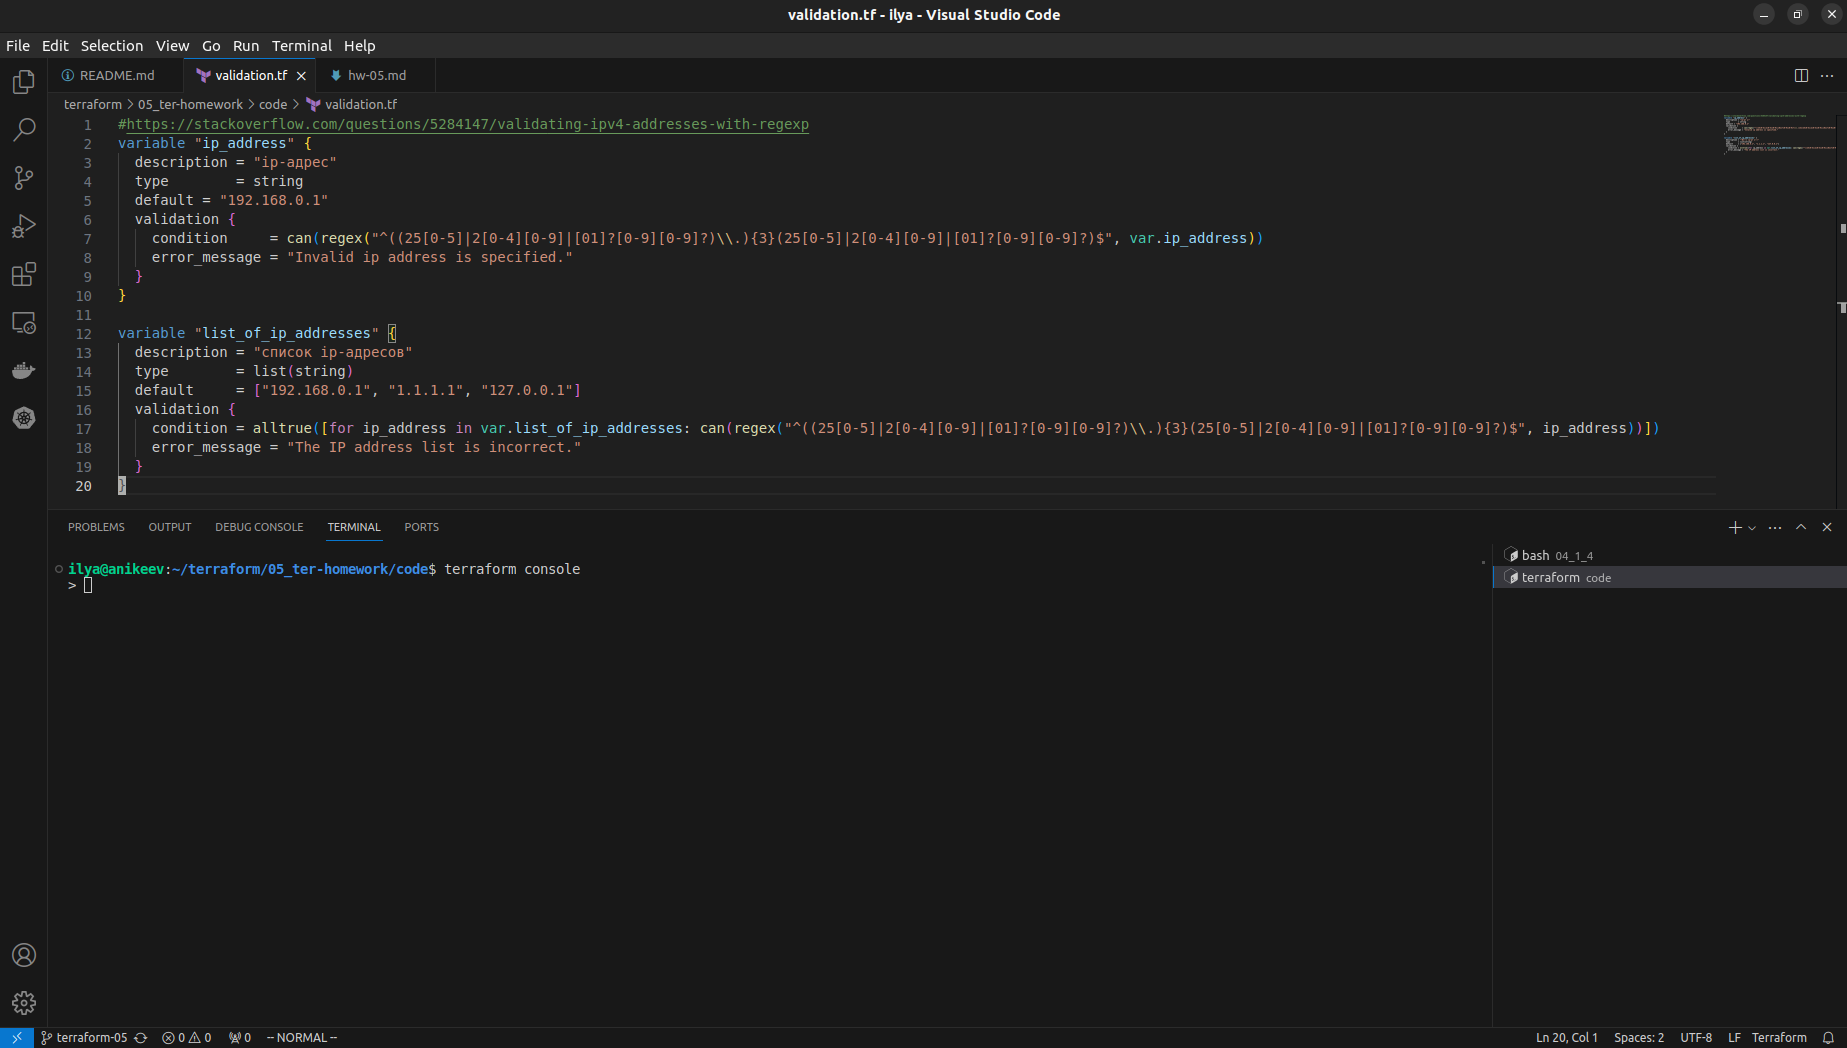 validation.tf - ilya - Visual Studio Code
File Edit Selection View Go Run Terminal Help
README.md validation.tf hw-05.md
terraform > 05_ter-homework > code > validation.tf
1 #https://stackoverflow.com/questions/5284147/validating-ipv4-addresses-with-regexp
2 variable "ip_address" {
3   description = "ip-адрес"
4   type        = string
5   default = "192.168.0.1"
6   validation {
7     condition     = can(regex("^((25[0-5]|2[0-4][0-9]|[01]?[0-9][0-9]?)\\.){3}(25[0-5]|2[0-4][0-9]|[01]?[0-9][0-9]?)$", var.ip_address))
8     error_message = "Invalid ip address is specified."
9   }
10 }
11
12 variable "list_of_ip_addresses" {
13   description = "список ip-адресов"
14   type        = list(string)
15   default     = ["192.168.0.1", "1.1.1.1", "127.0.0.1"]
16   validation {
17     condition = alltrue([for ip_address in var.list_of_ip_addresses: can(regex("^((25[0-5]|2[0-4][0-9]|[01]?[0-9][0-9]?)\\.){3}(25[0-5]|2[0-4][0-9]|[01]?[0-9][0-9]?)$", ip_address))])
18     error_message = "The IP address list is incorrect."
19   }
20 }
PROBLEMS OUTPUT DEBUG CONSOLE TERMINAL PORTS
ilya@anikeev:~/terraform/05_ter-homework/code$ terraform console
>
bash 04_1_4
terraform code
terraform-05 0 0 0 -- NORMAL -- Ln 20, Col 1 Spaces: 2 UTF-8 LF Terraform